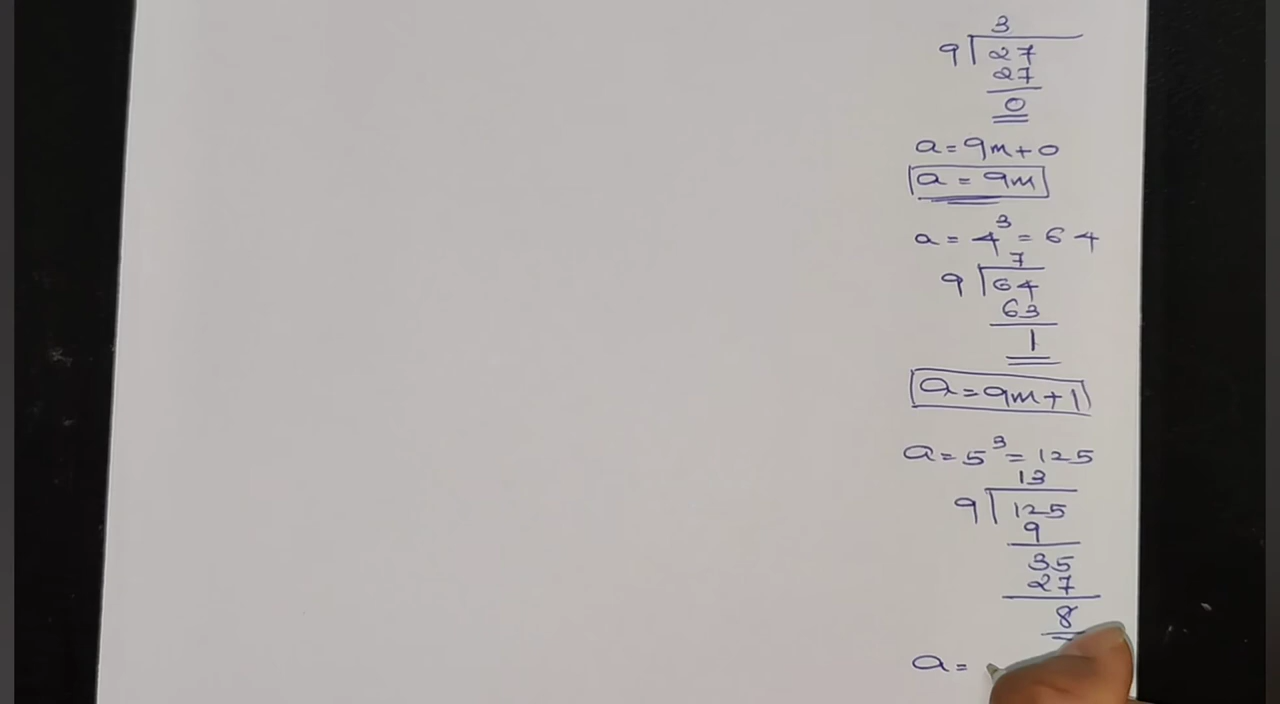 3
9 27
27
0
a = 9m + 0
a = 9m
a = 4³ = 64
7
9 64
63
1
a = 9m + 1
a = 5³ = 125
13
9 125
9
35
27
8
a =